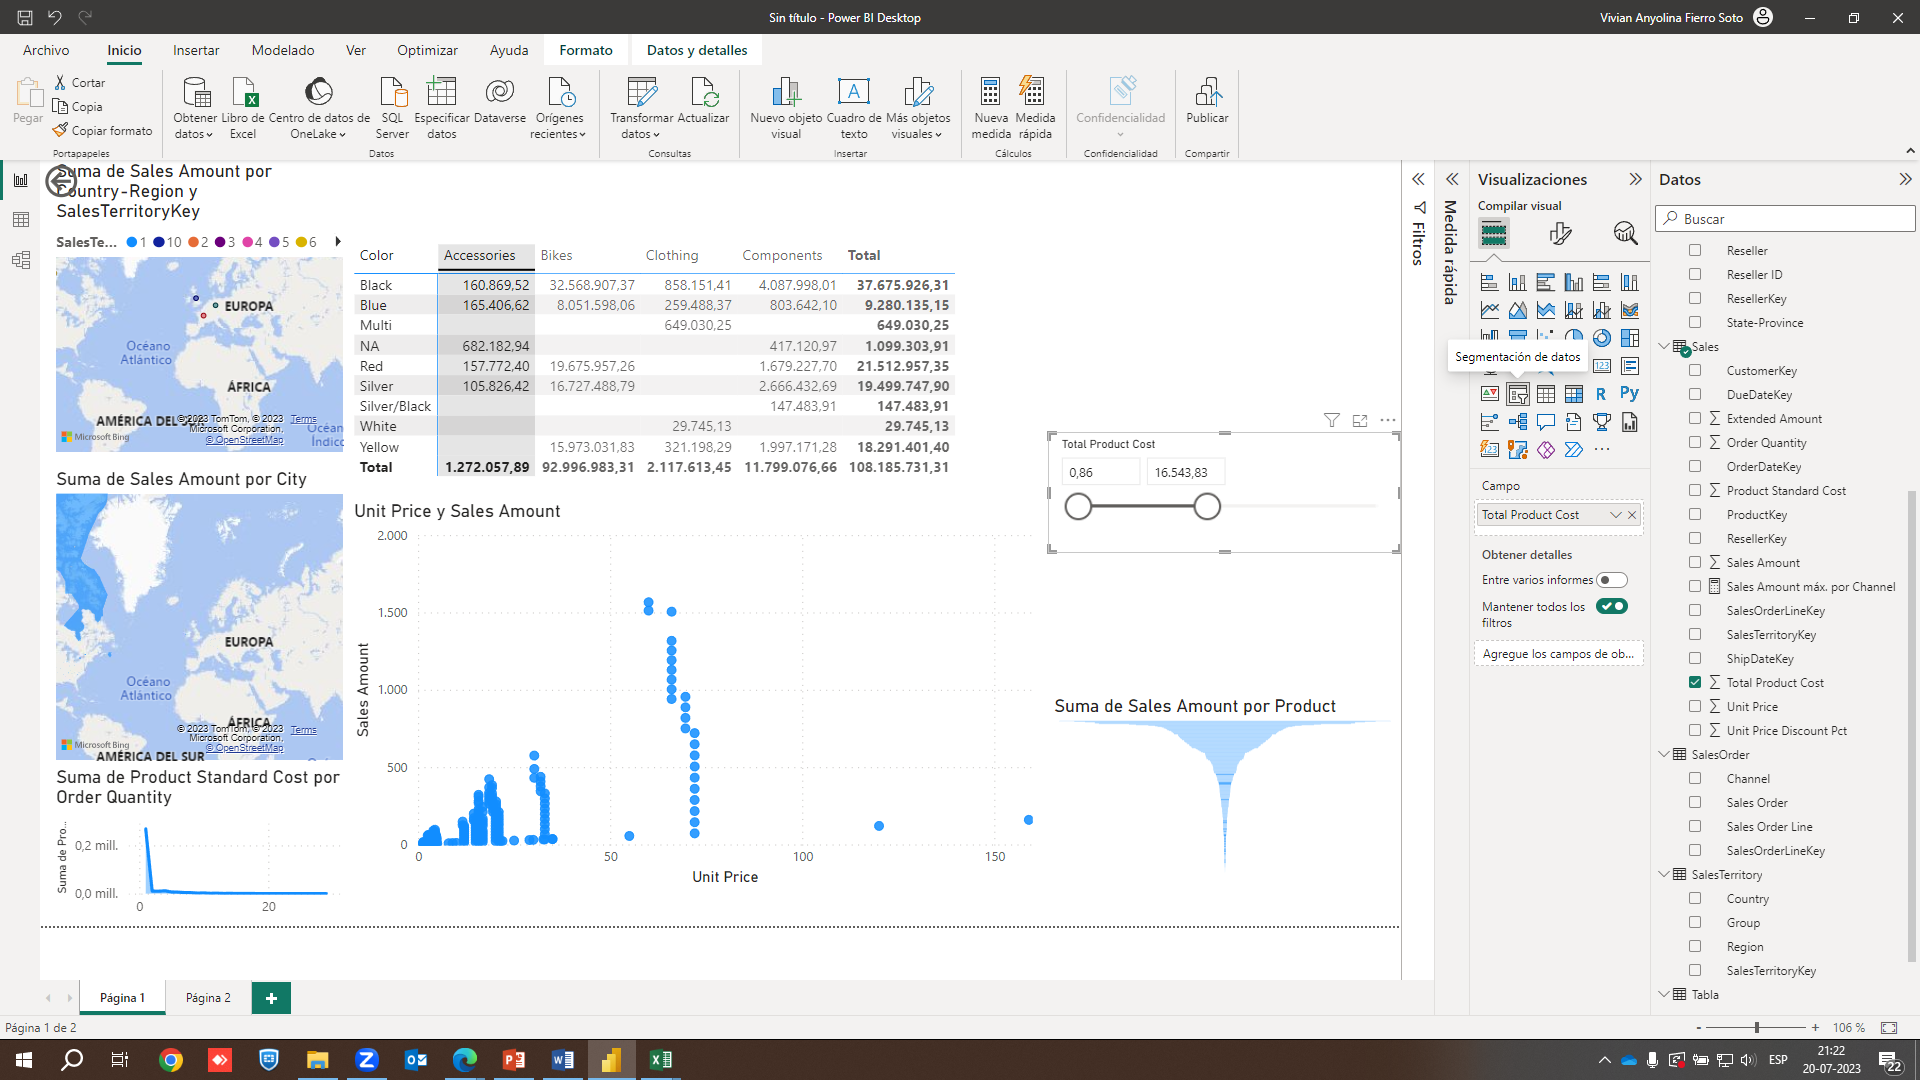 Sin título - Power BI Desktop
Vivian Anyolina Fierro Soto
Archivo Inicio Insertar Modelado Ver Optimizar Ayuda Formato Datos y detalles
Pegar
Cortar
Copia
Copiar formato
Portapapeles
Obtener datos
Libro de Excel
Centro de datos de OneLake
SQL Server
Especificar datos
Dataverse
Orígenes recientes
Datos
Transformar datos
Actualizar
Consultas
Nuevo objeto visual
Cuadro de texto
Más objetos visuales
Insertar
Nueva medida
Medida rápida
Cálculos
Confidencialidad
Confidencialidad
Publicar
Compartir
Suma de Sales Amount por
Country-Region y
SalesTerritoryKey
SalesTe... 1 10 2 3 4 5 6
EUROPA
Océano
Atlántico
ÁFRICA
AMÉRICA DEL SUR
© 2023 TomTom, © 2023
Microsoft Corporation,
© OpenStreetMap
Terms
Océan
Índico
Microsoft Bing
Suma de Sales Amount por City
EUROPA
Océano
Atlántico
ÁFRICA
© 2023 TomTom, © 2023
Microsoft Corporation,
© OpenStreetMap
Terms
Microsoft Bing
AMÉRICA DEL SUR
Suma de Product Standard Cost por
Order Quantity
Suma de Pro...
0,2 mill.
0,0 mill.
0 20
Color Accessories Bikes Clothing Components Total
Black 160.869,52 32.568.907,37 858.151,41 4.087.998,01 37.675.926,31
Blue 165.406,62 8.051.598,06 259.488,37 803.642,10 9.280.135,15
Multi 649.030,25 649.030,25
NA 682.182,94 417.120,97 1.099.303,91
Red 157.772,40 19.675.957,26 1.679.227,70 21.512.957,35
Silver 105.826,42 16.727.488,79 2.666.432,69 19.499.747,90
Silver/Black 147.483,91 147.483,91
White 29.745,13 29.745,13
Yellow 15.973.031,83 321.198,29 1.997.171,28 18.291.401,40
Total 1.272.057,89 92.996.983,31 2.117.613,45 11.799.076,66 108.185.731,31
Unit Price y Sales Amount
Sales Amount
2.000
1.500
1.000
500
0
0 50 100 150
Unit Price
Total Product Cost
0,86 16.543,83
Suma de Sales Amount por Product
Filtros
Medida rápida
Visualizaciones
Compilar visual
Segmentación de datos
R Py
123
Campo
Total Product Cost
Obtener detalles
Entre varios informes
Mantener todos los
filtros
Agregue los campos de ob...
Datos
Buscar
Reseller
Reseller ID
ResellerKey
State-Province
Sales
CustomerKey
DueDateKey
Extended Amount
Order Quantity
OrderDateKey
Product Standard Cost
ProductKey
ResellerKey
Sales Amount
Sales Amount máx. por Channel
SalesOrderLineKey
SalesTerritoryKey
ShipDateKey
Total Product Cost
Unit Price
Unit Price Discount Pct
SalesOrder
Channel
Sales Order
Sales Order Line
SalesOrderLineKey
SalesTerritory
Country
Group
Region
SalesTerritoryKey
Tabla
Página 1 Página 2 +
Página 1 de 2
- + 106 %
ESP
21:22
20-07-2023
22